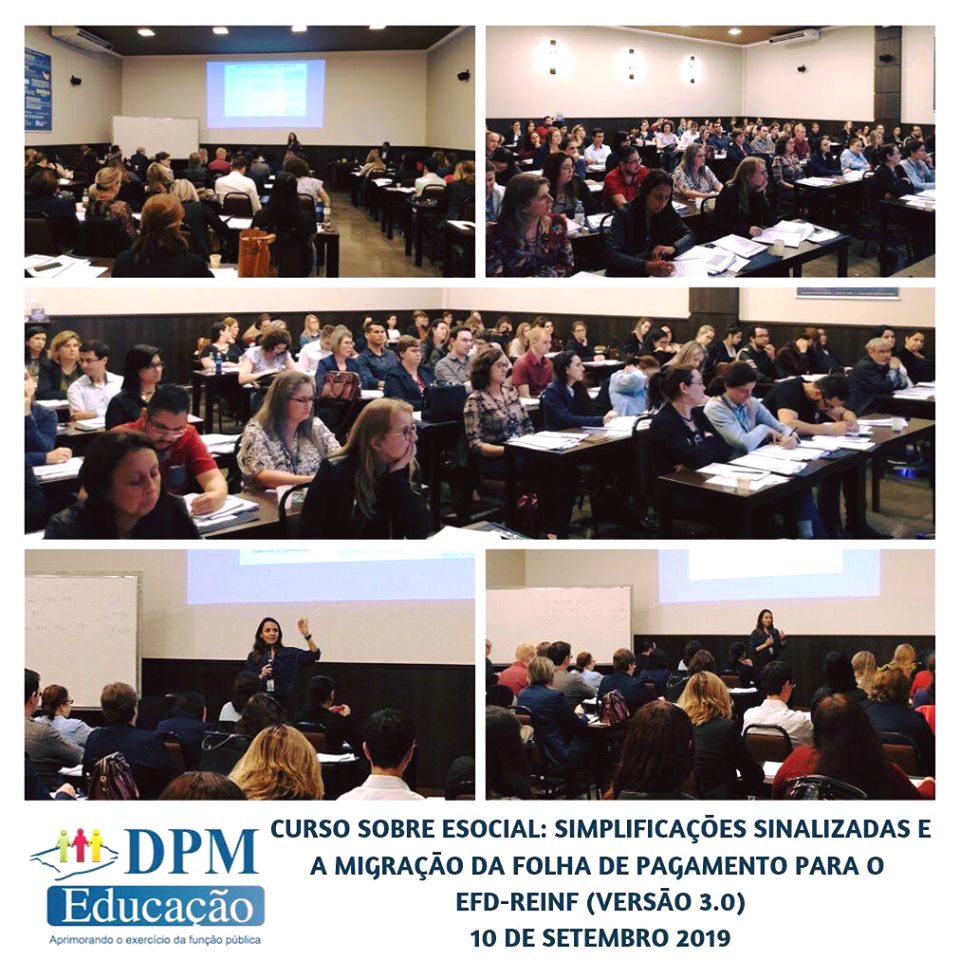 DPM
Educação
Aprimorando o exercício da função pública
CURSO SOBRE ESOCIAL: SIMPLIFICAÇÕES SINALIZADAS E
A MIGRAÇÃO DA FOLHA DE PAGAMENTO PARA O
EFD-REINF (VERSÃO 3.0)
10 DE SETEMBRO 2019